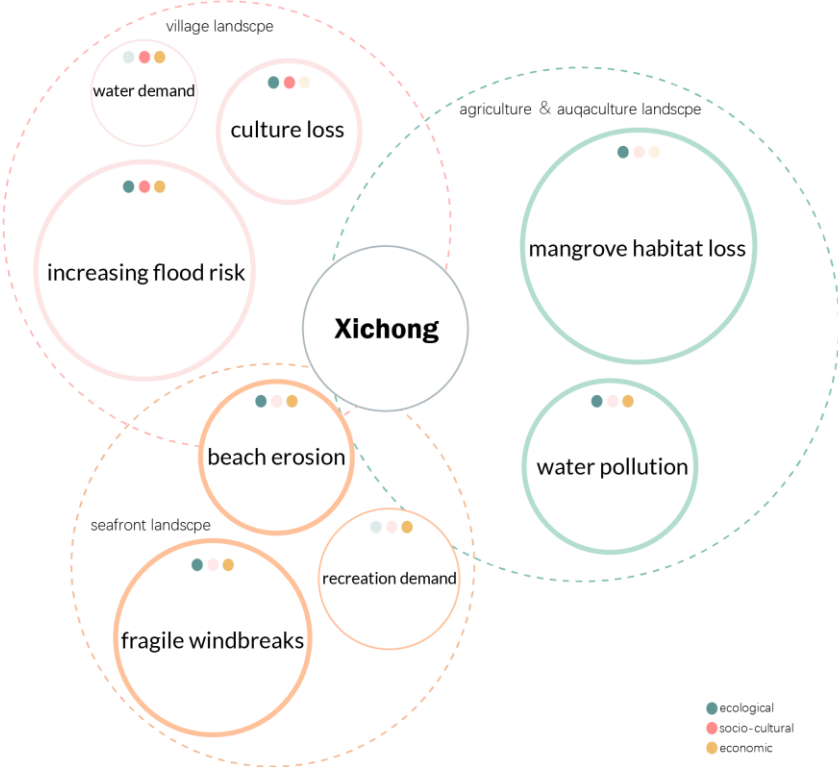 village landscpe
water demand
culture loss
increasing flood risk
agriculture & auqaculture landscpe
mangrove habitat loss
Xichong
water pollution
beach erosion
seafront landscpe
recreation demand
fragile windbreaks
ecological
socio-cultural
economic